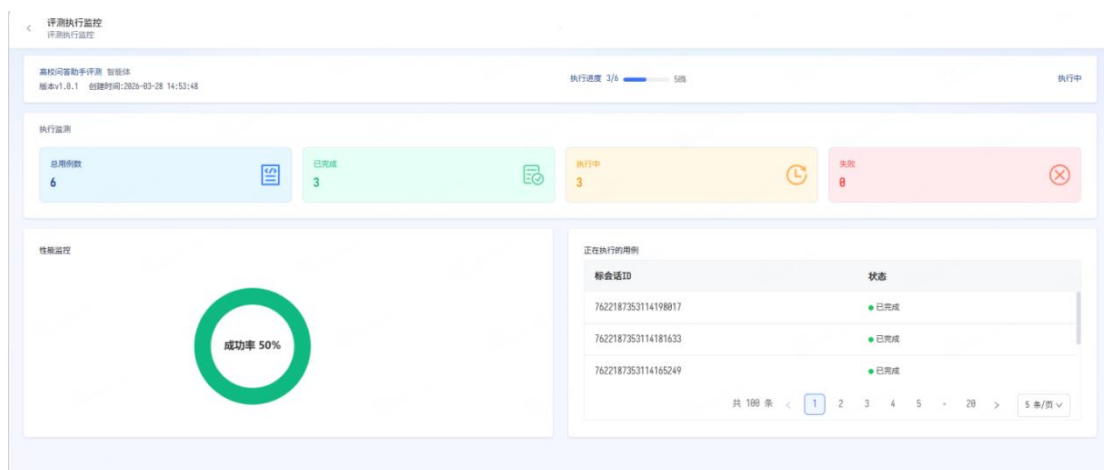 评测执行监控
评测执行监控
高校问答助手评测 智能体
版本v1.0.1 创建时间:2026-03-28 14:53:48
执行进度 3/6 50%
执行中
执行监测
总用例数
6
已完成
3
执行中
3
失败
0
性能监控
成功率 50%
正在执行的用例
标会话ID 状态
7622187353114198017 已完成
7622187353114181633 已完成
7622187353114165249 已完成
共 100 条 < 1 2 3 4 5 - 20 > 5 条/页